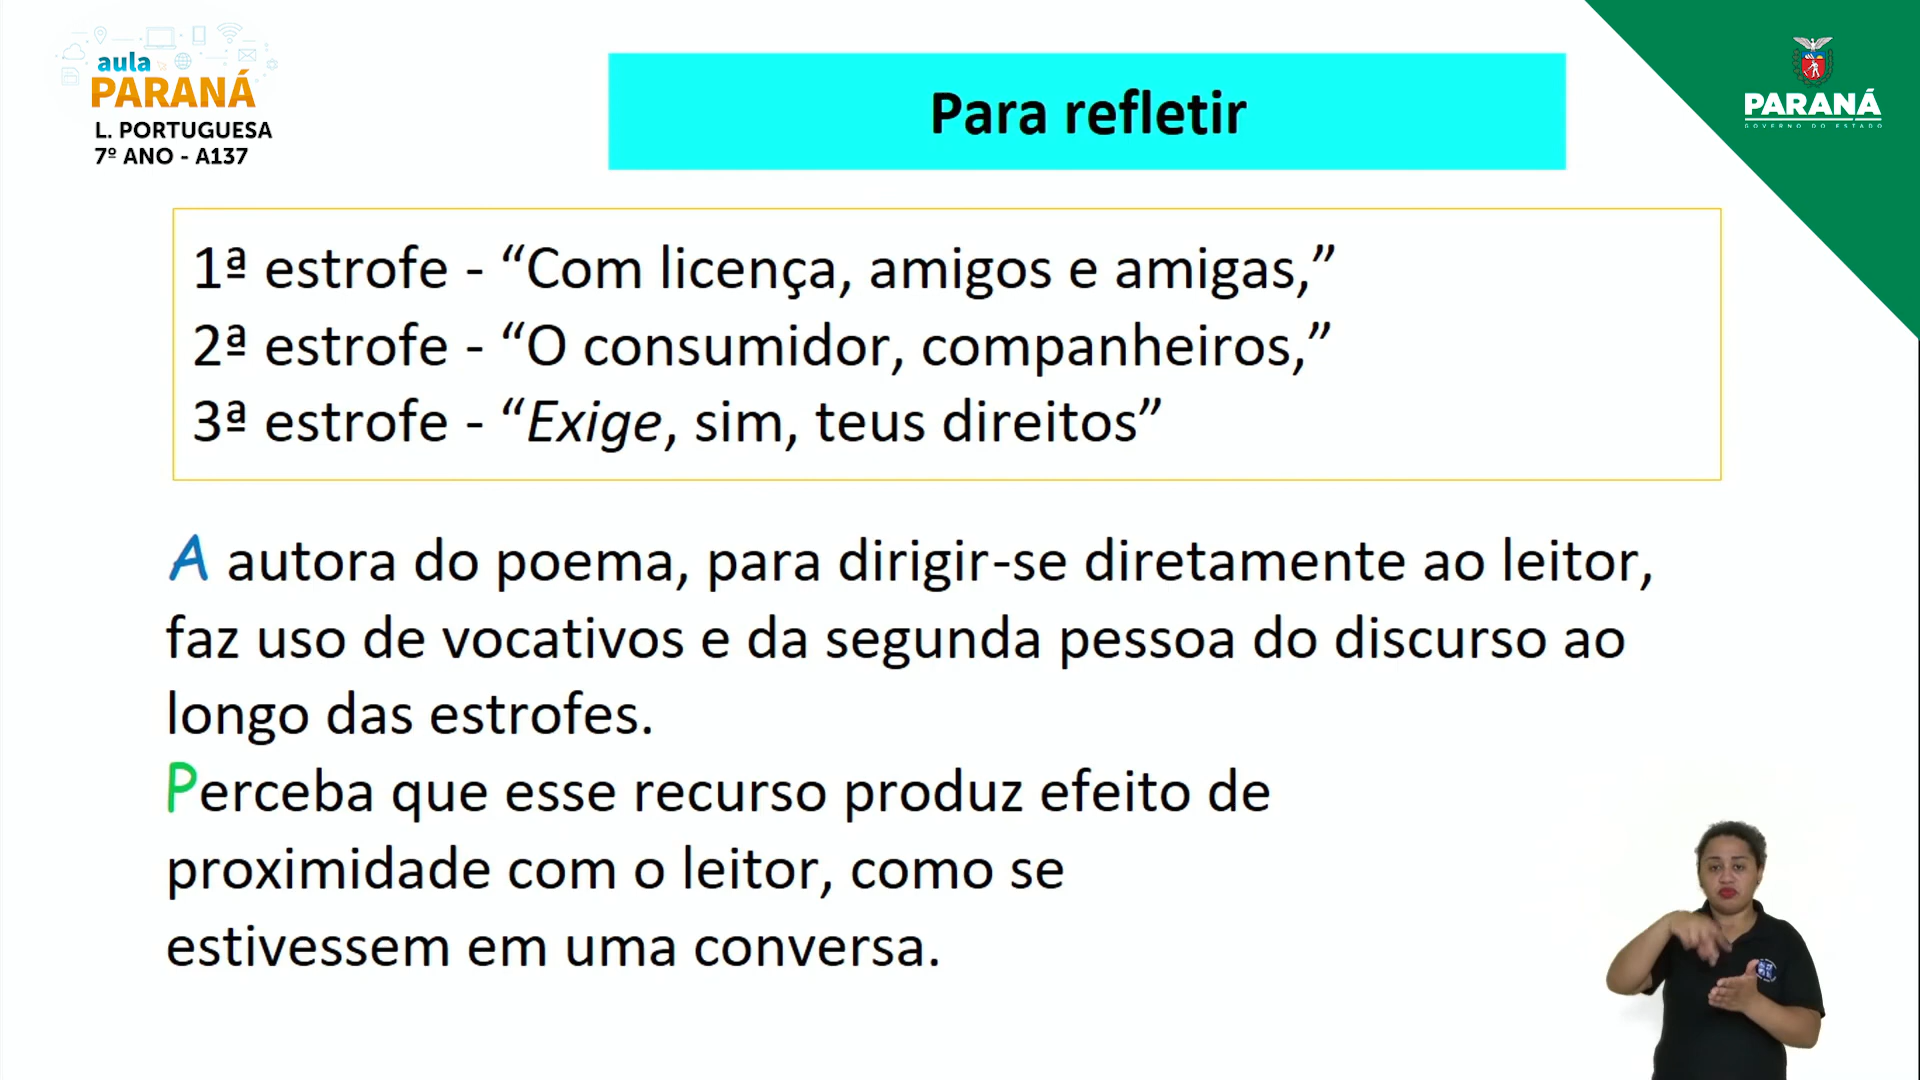 aula
PARANÁ
L. PORTUGUESA
7º ANO - A137
Para refletir
PARANÁ
GOVERNO DO ESTADO
1ª estrofe - “Com licença, amigos e amigas,”
2ª estrofe - “O consumidor, companheiros,”
3ª estrofe - “Exige, sim, teus direitos”
A autora do poema, para dirigir-se diretamente ao leitor,
faz uso de vocativos e da segunda pessoa do discurso ao
longo das estrofes.
Perceba que esse recurso produz efeito de
proximidade com o leitor, como se
estivessem em uma conversa.